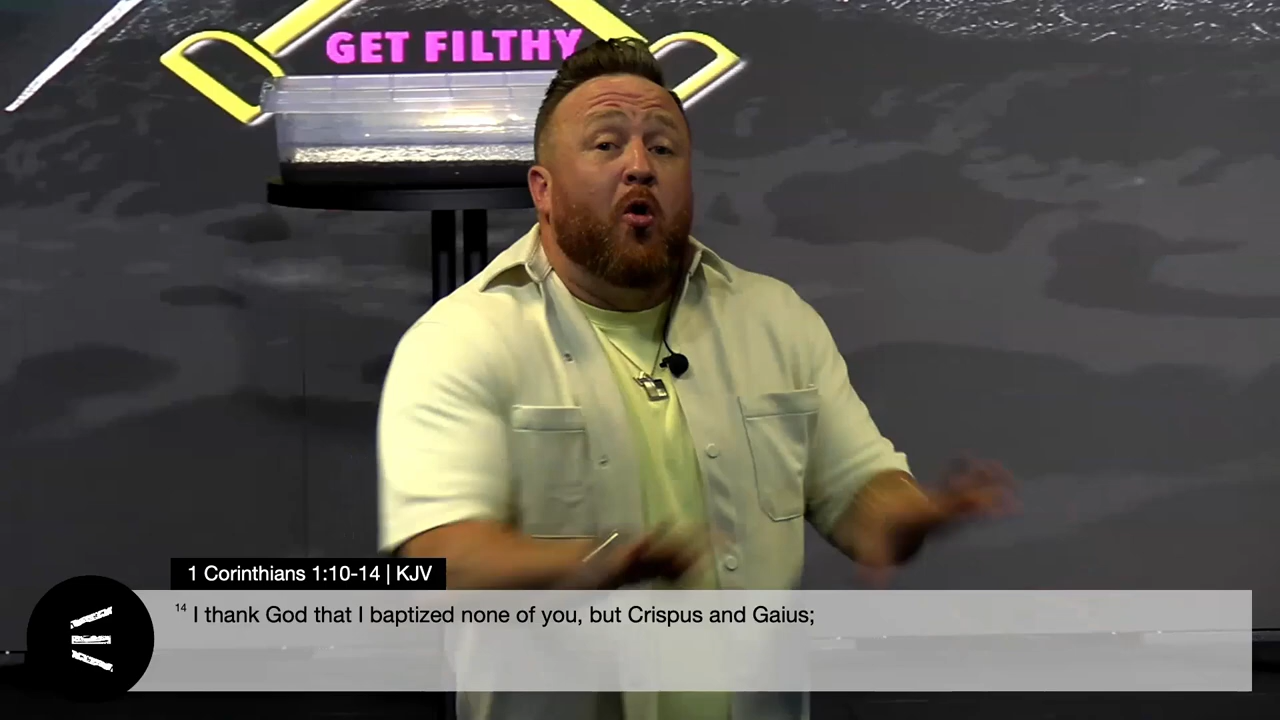 GET FILTHY
1 Corinthians 1:10-14 | KJV
14 I thank God that I baptized none of you, but Crispus and Gaius;